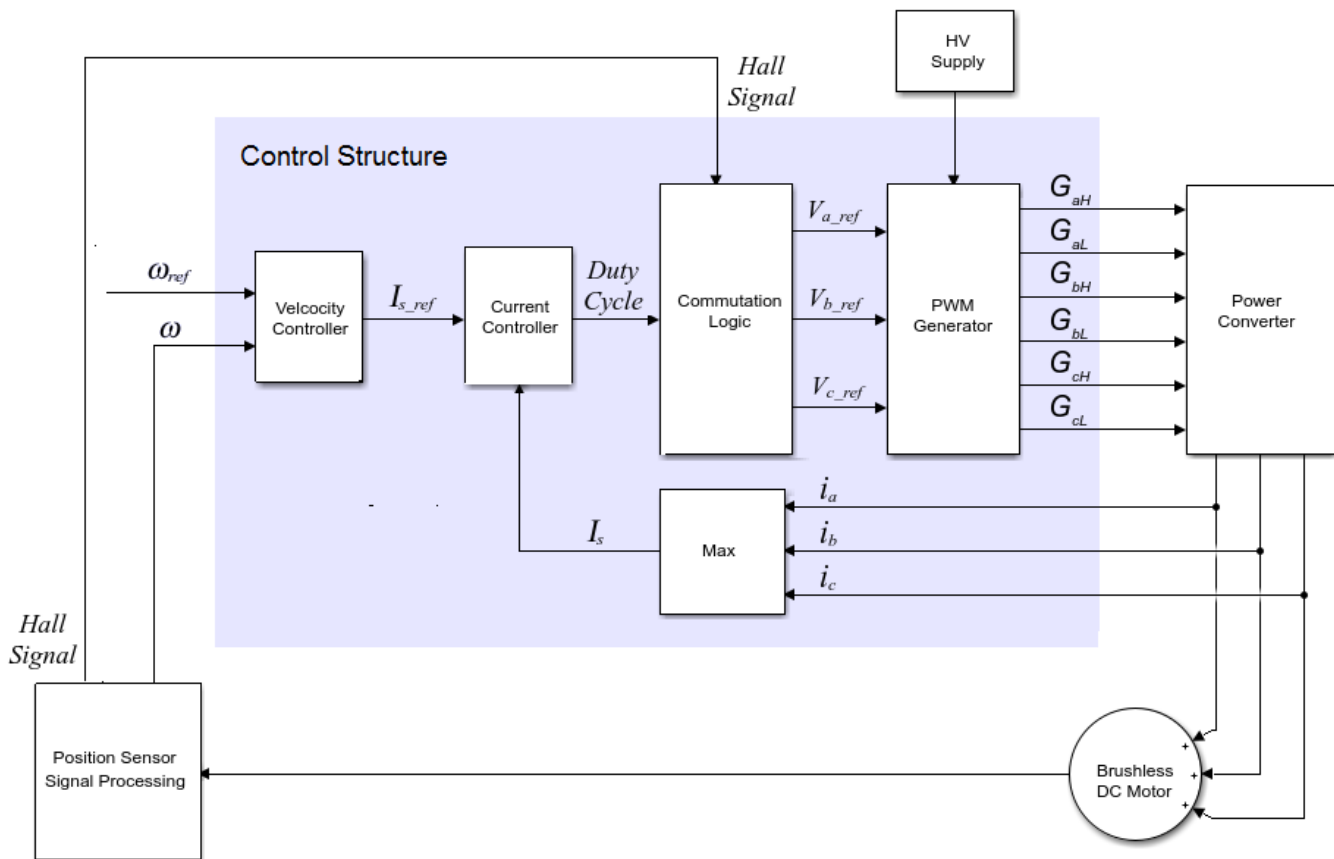 HV
Supply
Hall
Signal
Control Structure
ω_ref
ω
Velcocity
Controller
I_s_ref
Current
Controller
Duty
Cycle
Commutation
Logic
V_a_ref
V_b_ref
V_c_ref
PWM
Generator
G_aH
G_aL
G_bH
G_bL
G_cH
G_cL
Power
Converter
i_a
i_b
i_c
Max
I_s
Hall
Signal
Position Sensor
Signal Processing
Brushless
DC Motor
+
+
+